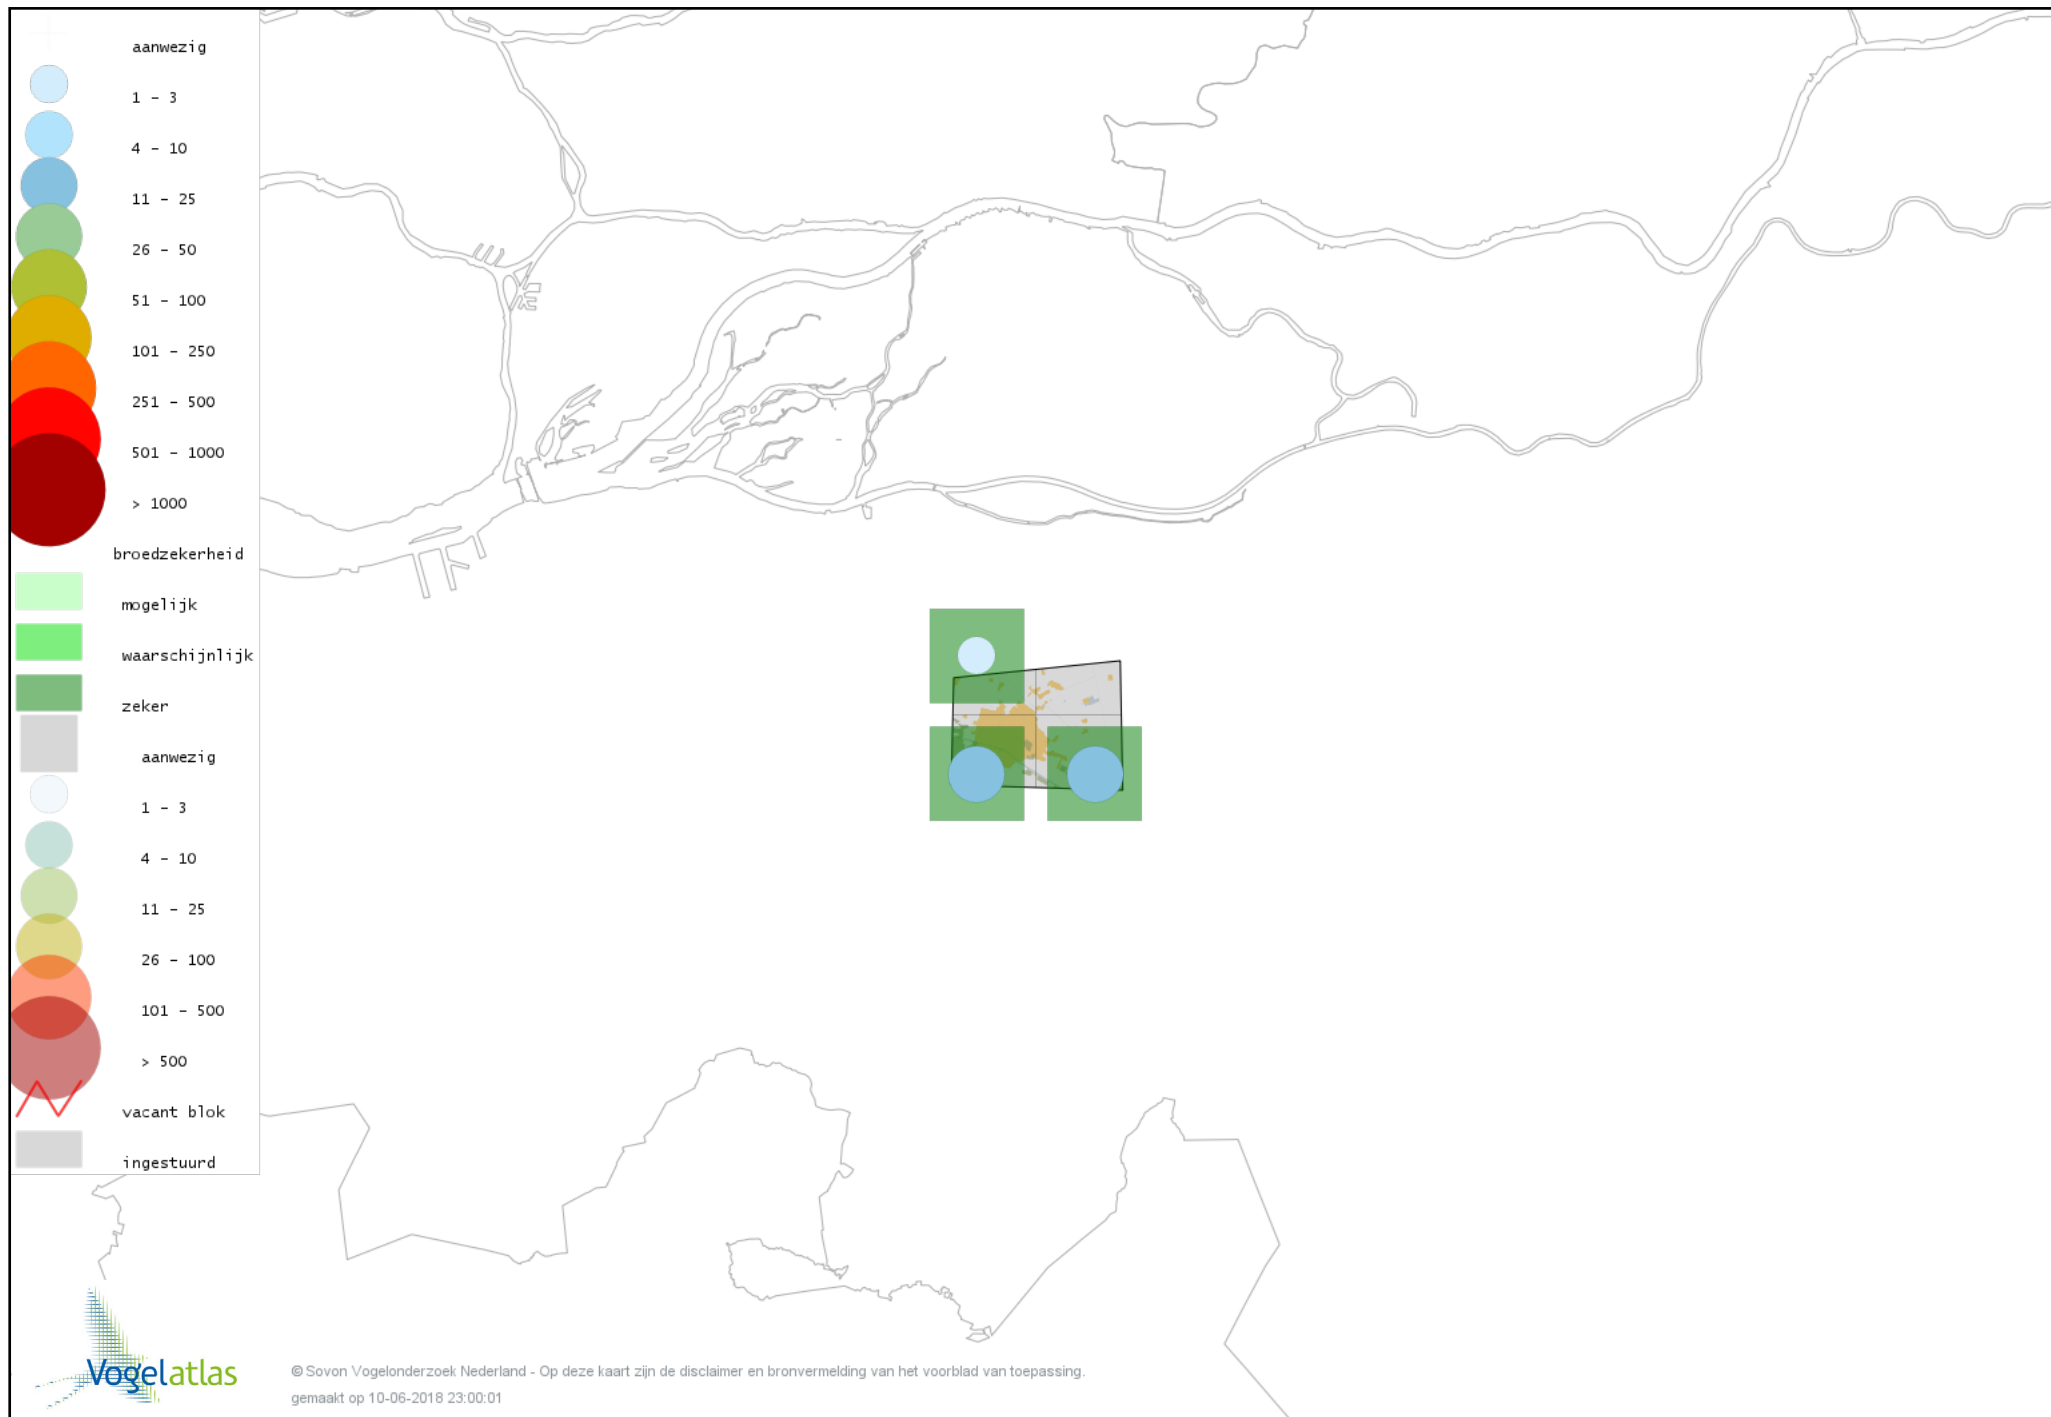 aanwezig
1 - 3
4 - 10
11 - 25
26 - 50
51 - 100
101 - 250
251 - 500
501 - 1000
> 1000
broedzekerheid
mogelijk
waarschijnlijk
zeker
aanwezig
1 - 3
4 - 10
11 - 25
26 - 100
101 - 500
> 500
vacant blok
ingestuurd
Vogelatlas
© Sovon Vogelonderzoek Nederland - Op deze kaart zijn de disclaimer en bronvermelding van het voorblad van toepassing.
gemaakt op 10-06-2018 23:00:01